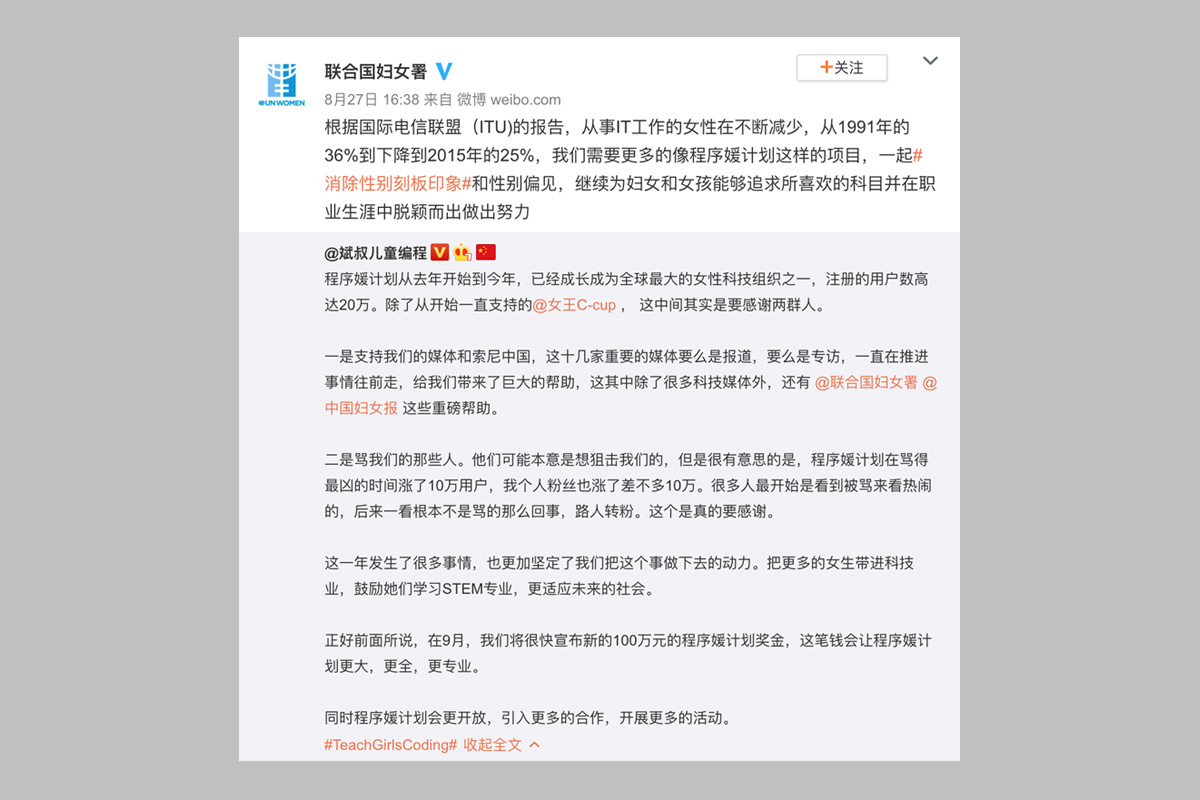 联合国妇女署
+关注
@UNWOMEN
8月27日 16:38 来自 微博 weibo.com
根据国际电信联盟（ITU)的报告，从事IT工作的女性在不断减少，从1991年的
36%到下降到2015年的25%，我们需要更多的像程序媛计划这样的项目，一起#
消除性别刻板印象#和性别偏见，继续为妇女和女孩能够追求所喜欢的科目并在职
业生涯中脱颖而出做出努力
@斌叔儿童编程
程序媛计划从去年开始到今年，已经成长成为全球最大的女性科技组织之一，注册的用户数高
达20万。除了从开始一直支持的@女王C-cup ， 这中间其实是要感谢两群人。
一是支持我们的媒体和索尼中国，这十几家重要的媒体要么是报道，要么是专访，一直在推进
事情往前走，给我们带来了巨大的帮助，这其中除了很多科技媒体外，还有 @联合国妇女署 @
中国妇女报 这些重磅帮助。
二是骂我们的那些人。他们可能本意是想狙击我们的，但是很有意思的是，程序媛计划在骂得
最凶的时间涨了10万用户，我个人粉丝也涨了差不多10万。很多人最开始是看到被骂来看热闹
的，后来一看根本不是骂的那么回事，路人转粉。这个是真的要感谢。
这一年发生了很多事情，也更加坚定了我们把这个事做下去的动力。把更多的女生带进科技
业，鼓励她们学习STEM专业，更适应未来的社会。
正好前面所说，在9月，我们将很快宣布新的100万元的程序媛计划奖金，这笔钱会让程序媛计
划更大，更全，更专业。
同时程序媛计划会更开放，引入更多的合作，开展更多的活动。
#TeachGirlsCoding# 收起全文